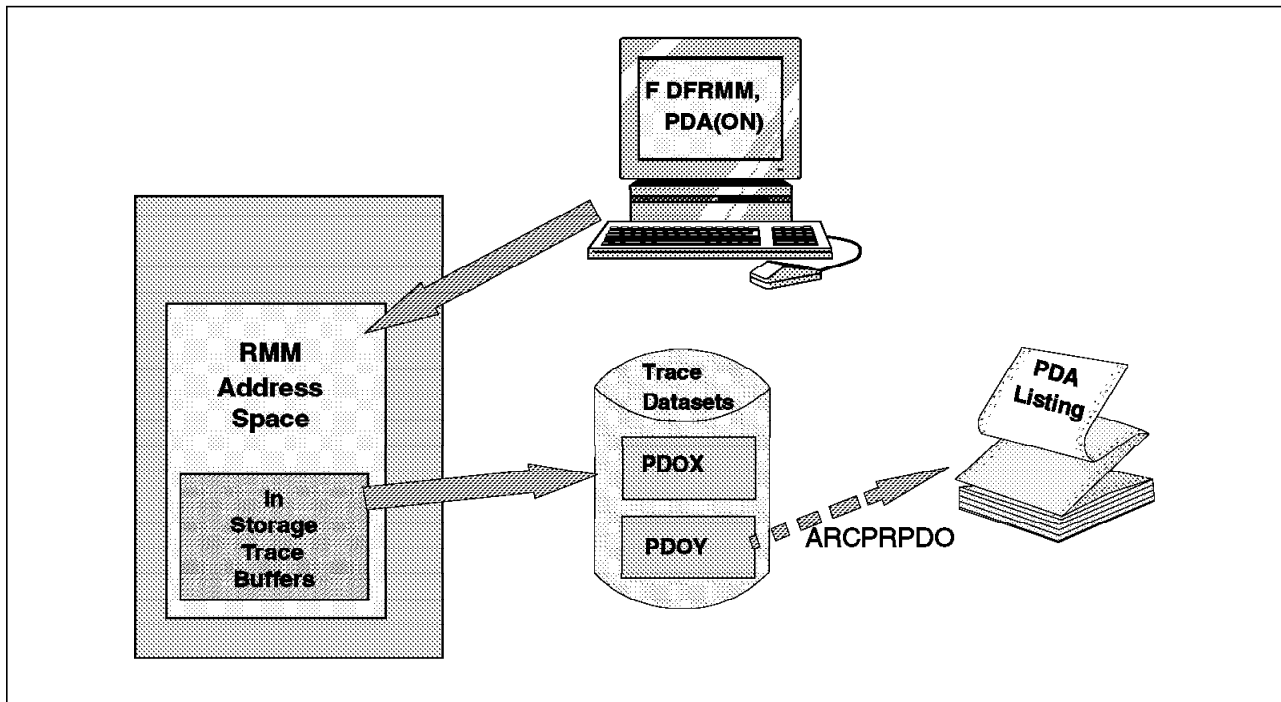 F DFRMM,
PDA(ON)
RMM
Address
Space
In
Storage
Trace
Buffers
Trace
Datasets
PDOX
PDOY
ARCPRPDO
PDA
Listing